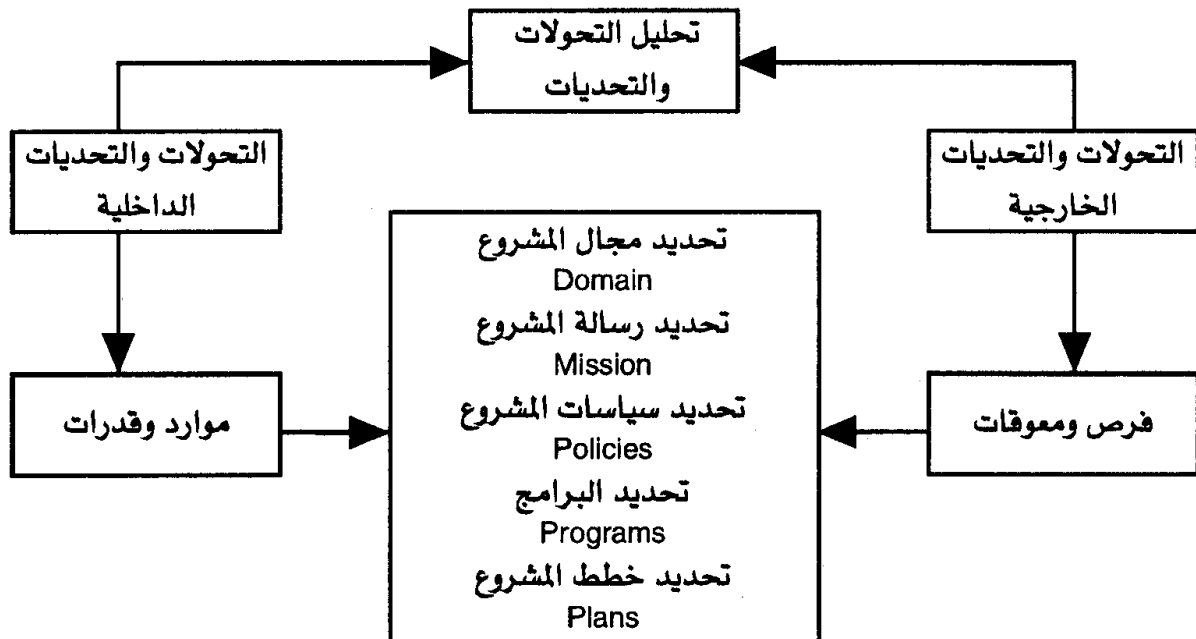 تحليل التحولات
والتحديات
التحولات والتحديات
الخارجية
التحولات والتحديات
الداخلية
تحديد مجال المشروع
Domain
تحديد رسالة المشروع
Mission
تحديد سياسات المشروع
Policies
تحديد البرامج
Programs
تحديد خطط المشروع
Plans
فرص ومعوقات
موارد وقدرات